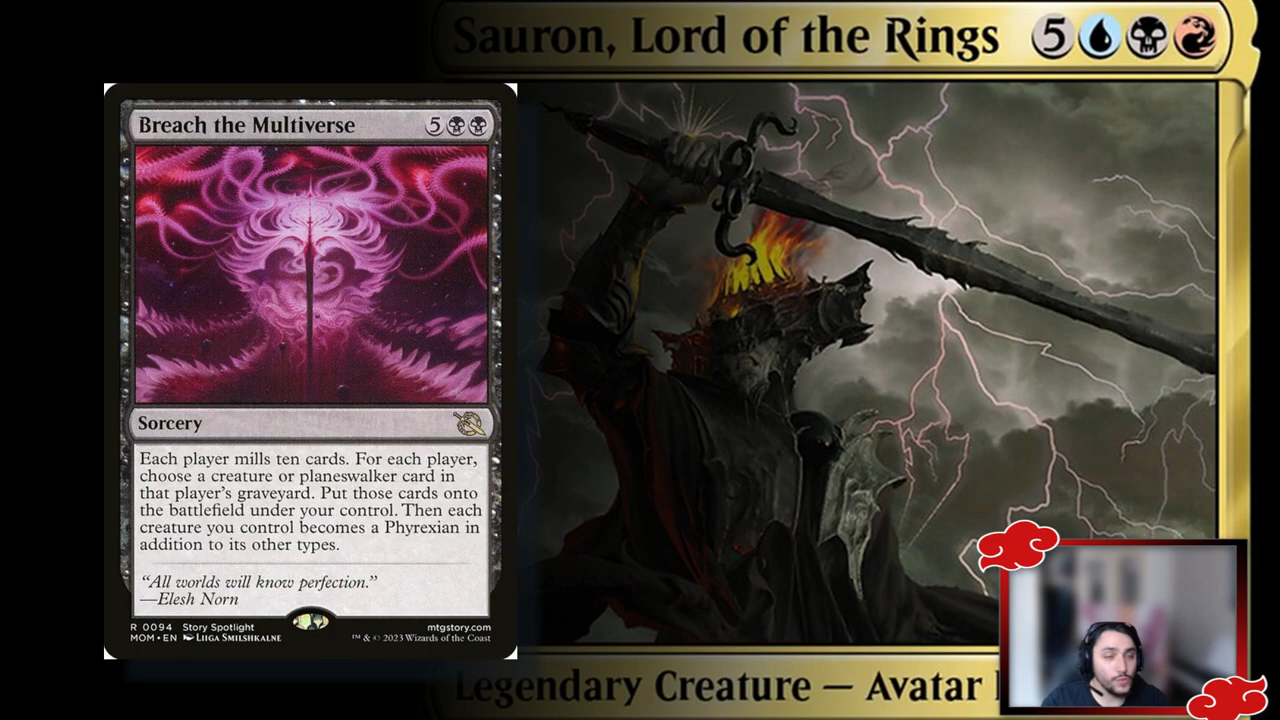 Sauron, Lord of the Rings 5
Breach the Multiverse 5
Sorcery
Each player mills ten cards. For each player,
choose a creature or planeswalker card in
that player's graveyard. Put those cards onto
the battlefield under your control. Then each
creature you control becomes a Phyrexian in
addition to its other types.
“All worlds will know perfection.”
—Elesh Norn
R 0094 Story Spotlight mtgstory.com
MOM • EN LIIGA SMILSHKALNE ™ & © 2023 Wizards of the Coast
Legendary Creature — Avatar